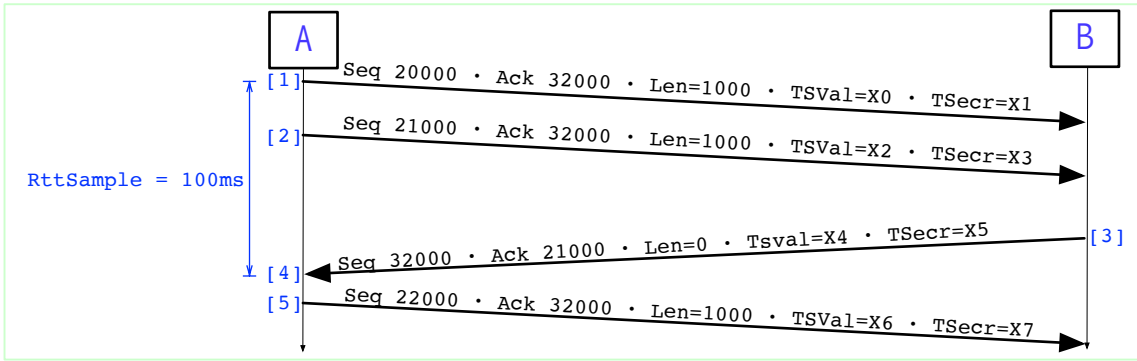 A
B
[1]
Seq 20000 · Ack 32000 · Len=1000 · TSVal=X0 · TSecr=X1
[2]
Seq 21000 · Ack 32000 · Len=1000 · TSVal=X2 · TSecr=X3
RttSample = 100ms
[3]
Seq 32000 · Ack 21000 · Len=0 · Tsval=X4 · TSecr=X5
[4]
[5]
Seq 22000 · Ack 32000 · Len=1000 · TSVal=X6 · TSecr=X7